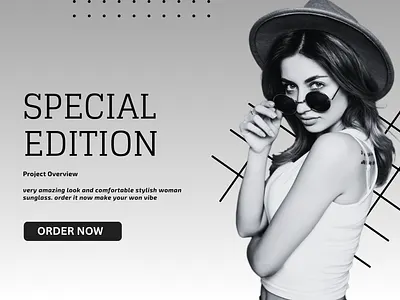 SPECIAL
EDITION
Project Overview
very amazing look and comfortable stylish woman
sunglass. order it now make your won vibe
ORDER NOW